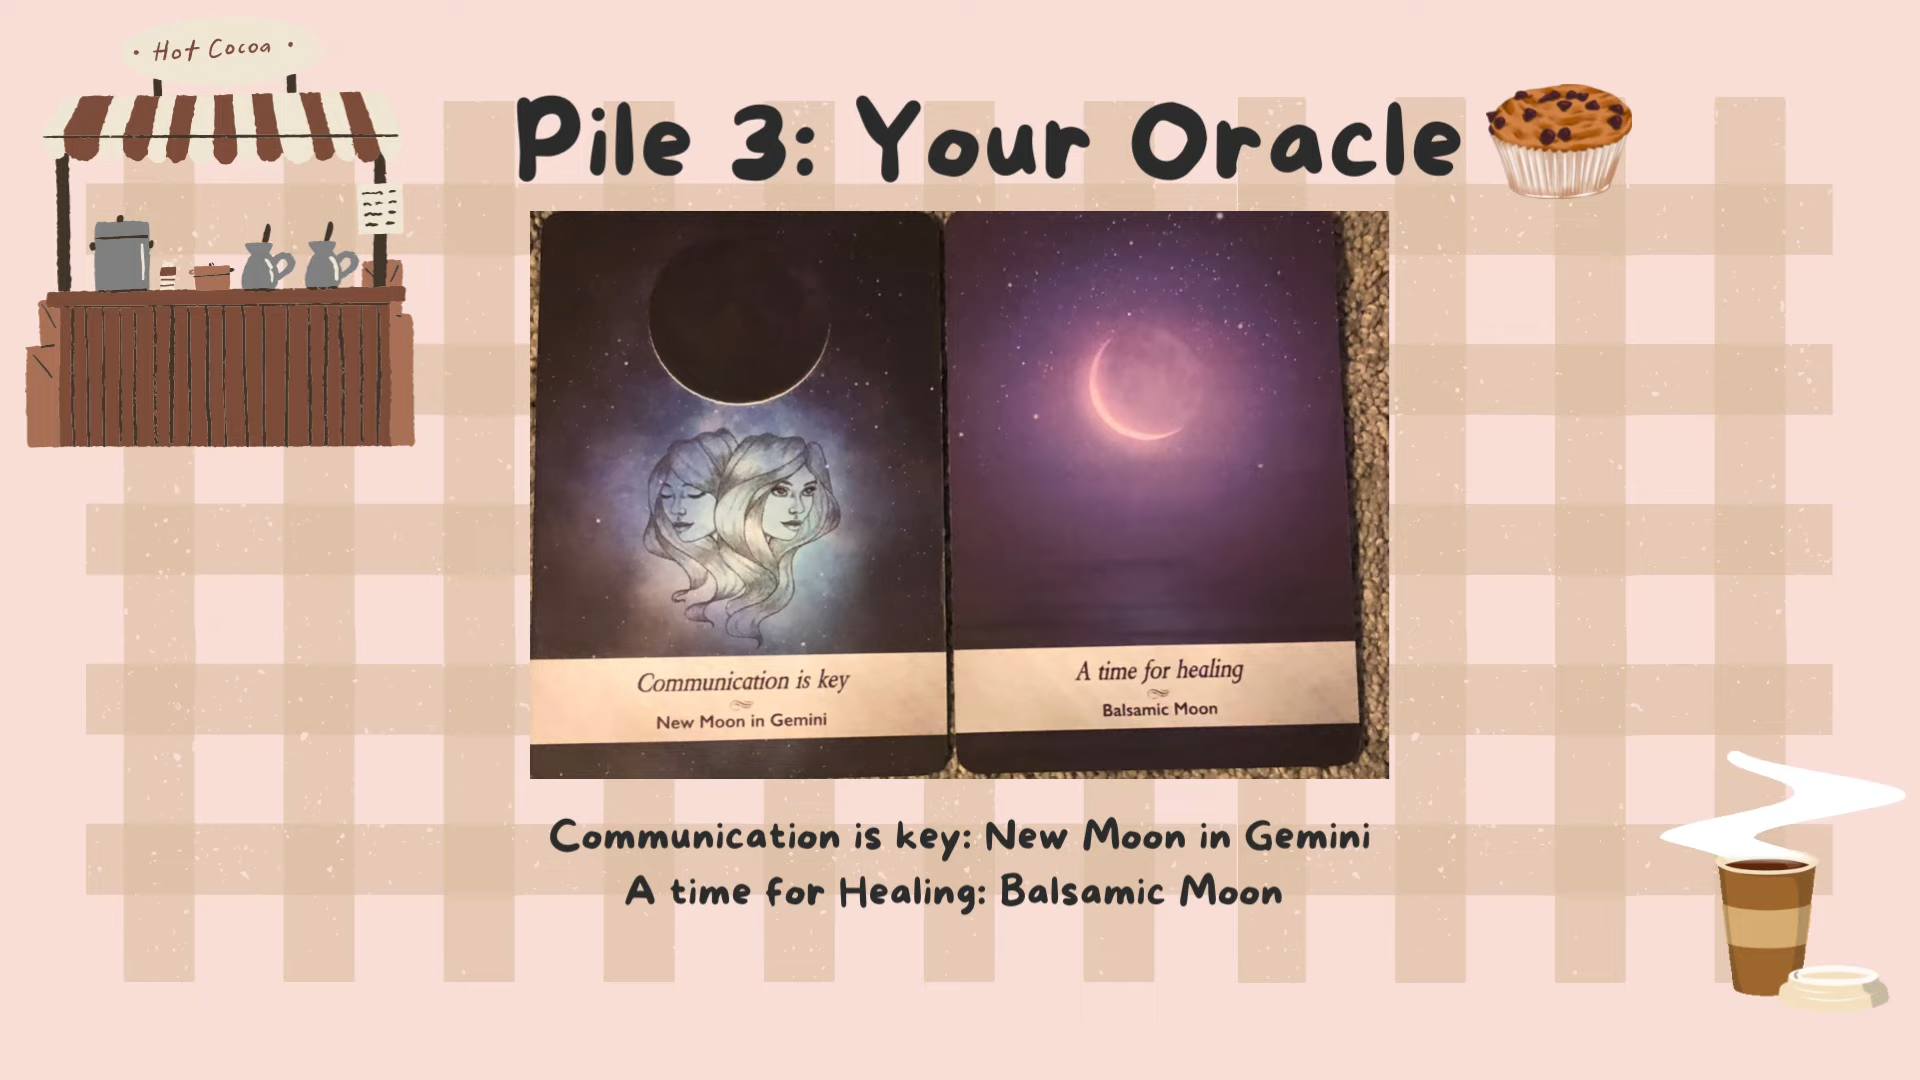 • Hot Cocoa •
Pile 3: Your Oracle
Communication is key
New Moon in Gemini
A time for healing
Balsamic Moon
Communication is key: New Moon in Gemini
A time for Healing: Balsamic Moon